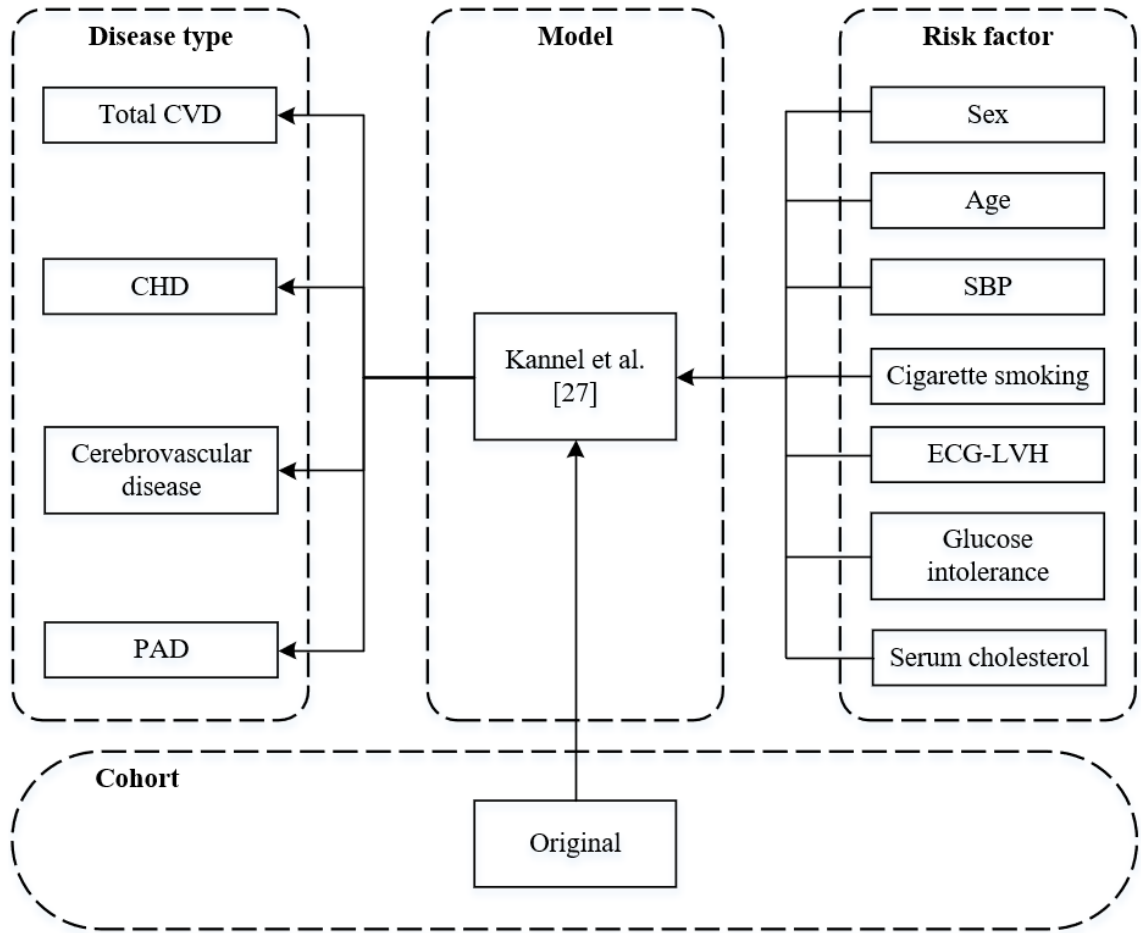 Disease type
Total CVD
CHD
Cerebrovascular
disease
PAD
Model
Kannel et al.
[27]
Risk factor
Sex
Age
SBP
Cigarette smoking
ECG-LVH
Glucose
intolerance
Serum cholesterol
Cohort
Original